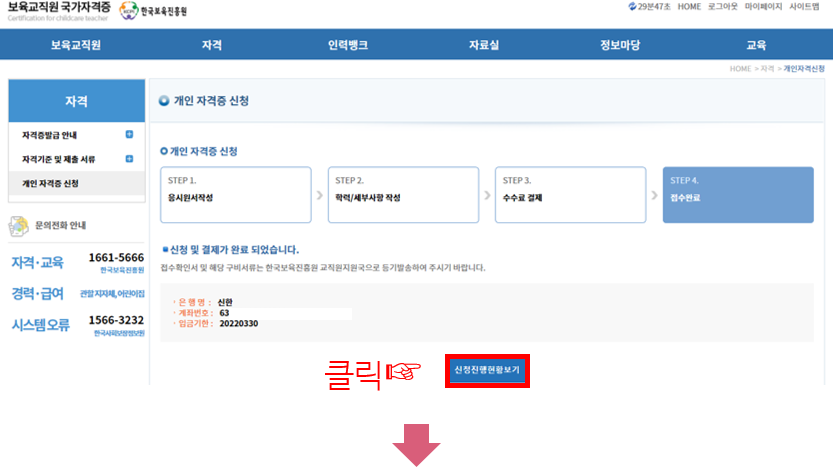 보육교직원 국가자격증
Certification for childcare teacher
한국보육진흥원
29분47초 HOME 로그아웃 마이페이지 사이트맵
보육교직원 자격 인력뱅크 자료실 정보마당 교육
HOME > 자격 > 개인자격신청
자격
자격증발급 안내
자격기준 및 제출 서류
개인 자격증 신청
문의전화 안내
자격·교육 1661-5666
한국보육진흥원
경력·급여 관할 지자체, 어린이집
시스템 오류 1566-3232
한국사회보장정보원
개인 자격증 신청
개인 자격증 신청
STEP 1.
응시원서작성
STEP 2.
학력/세부사항 작성
STEP 3.
수수료 결제
STEP 4.
접수완료
신청 및 결제가 완료 되었습니다.
접수확인서 및 해당 구비서류는 한국보육진흥원 교직원지원국으로 등기발송하여 주시기 바랍니다.
· 은 행 명 : 신한
· 계좌번호 : 63
· 입금기한 : 20220330
클릭☞ 신청진행현황보기